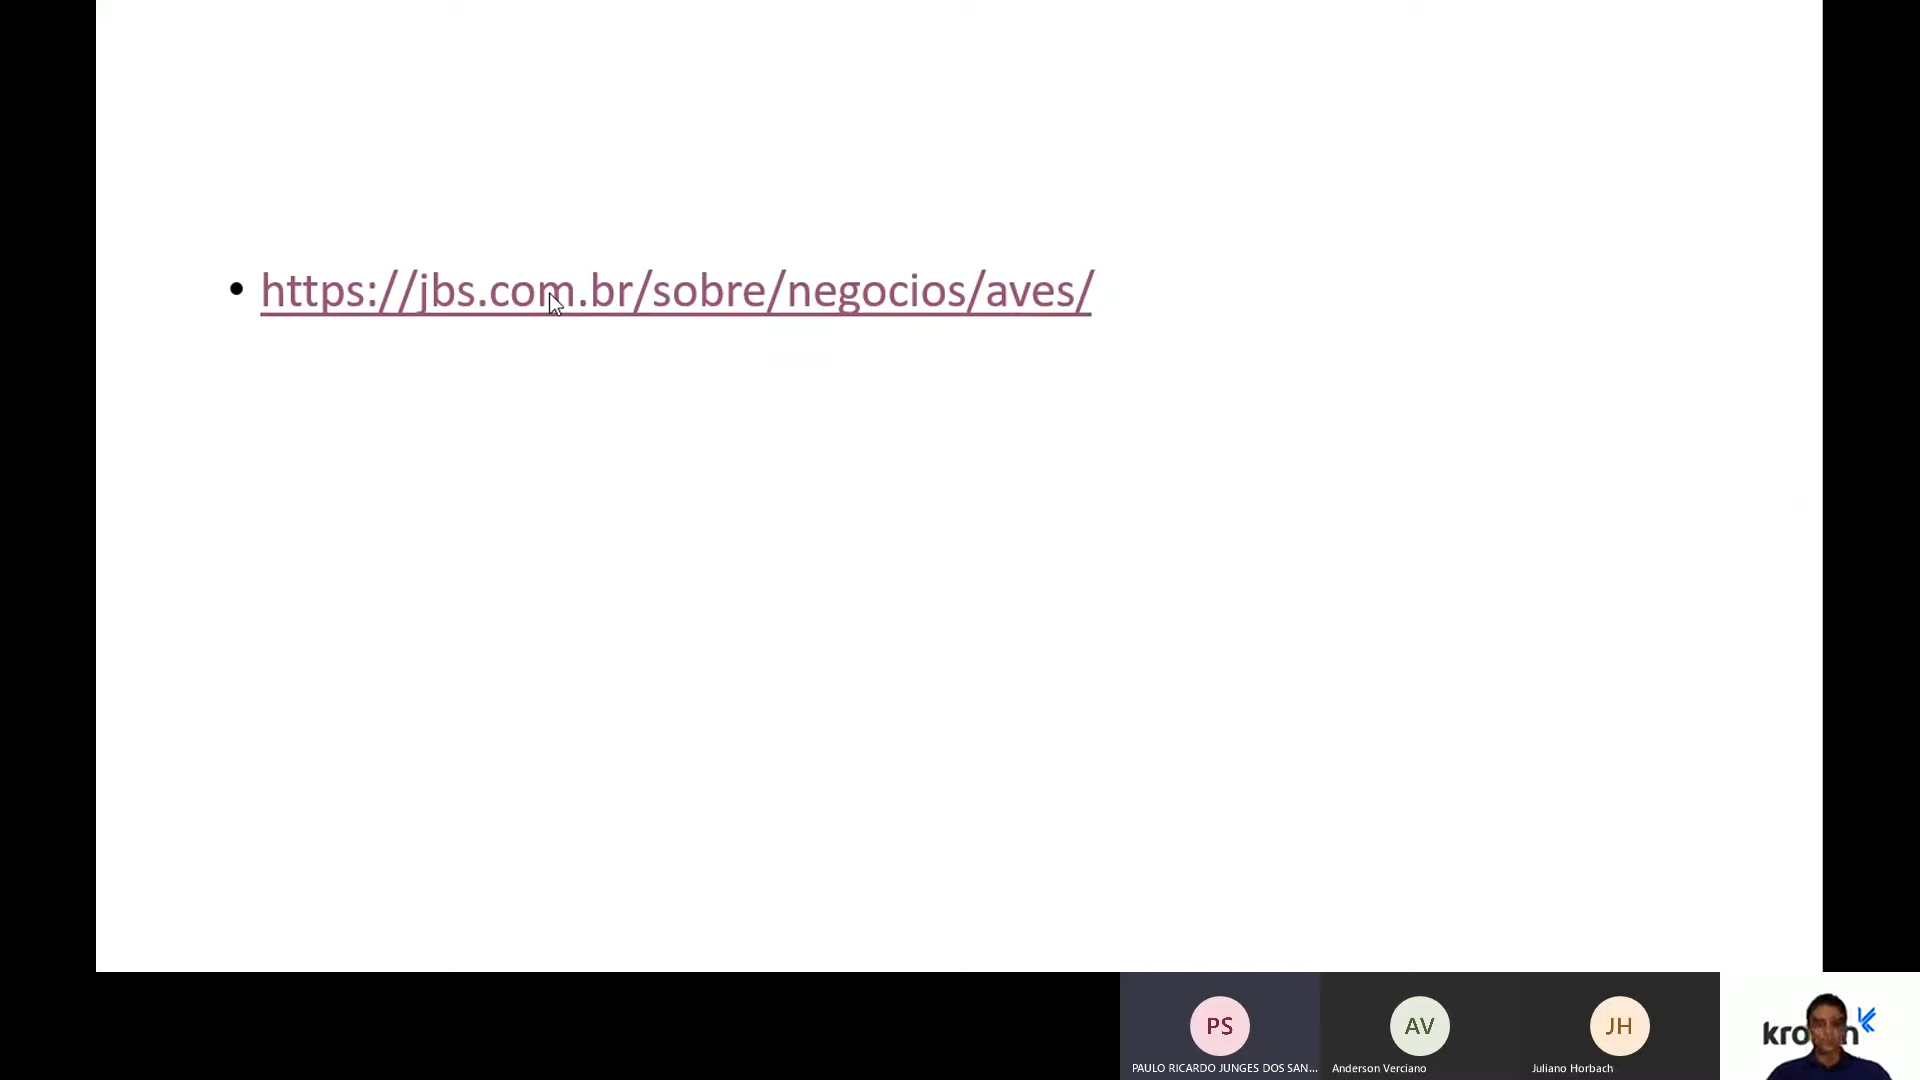 • https://jbs.com.br/sobre/negocios/aves/
PS
AV
JH
PAULO RICARDO JUNGES DOS SAN...
Anderson Verciano
Juliano Horbach